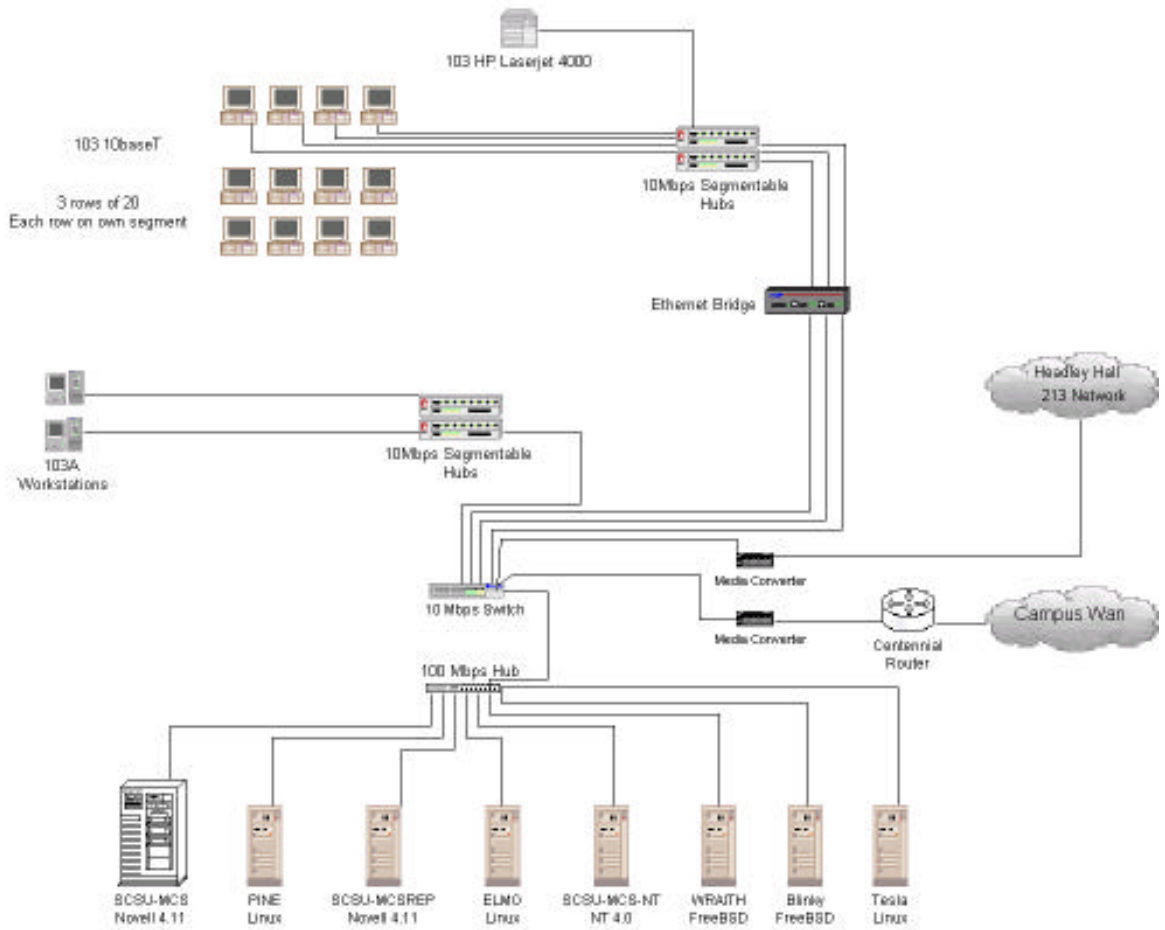 103 HP Laserjet 4000
103 10baseT
3 rows of 20
Each row on own segment
10Mbps Segmentable
Hubs
Ethernet Bridge
Headley Hall
213 Network
103A
Workstations
10Mbps Segmentable
Hubs
Media Converter
10 Mbps Switch
Media Converter
Centennial
Router
Campus Wan
100 Mbps Hub
SCSU-MCS
Novell 4.11
PINE
Linux
SCSU-MCSREP
Novell 4.11
ELMO
Linux
SCSU-MCS-NT
NT 4.0
WRAITH
FreeBSD
Blinky
FreeBSD
Tesla
Linux